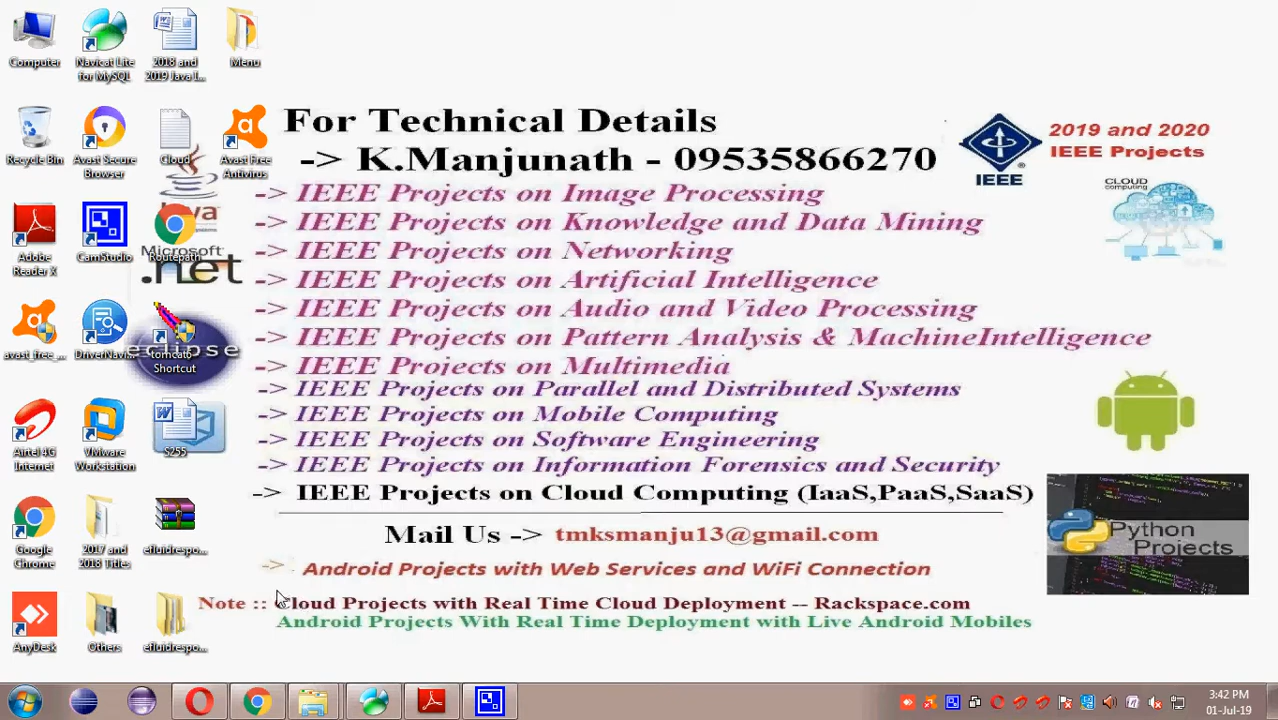 Computer
Navicat Lite
for MySQL
2018 and
2019 Java I...
Menu
Recycle Bin
Avast Secure
Browser
Cloud
Avast Free
Antivirus
Adobe
Reader X
CamStudio
Routepath
avast_free_...
DriverNavi...
tomcat6 -
Shortcut
Airtel 4G
Internet
VMware
Workstation
S255
Google
Chrome
2017 and
2018 Titles
efluidrespo...
AnyDesk
Others
efluidrespo...
Java
Microsoft
.net
eclipse
For Technical Details
-> K.Manjunath - 09535866270
-> IEEE Projects on Image Processing
-> IEEE Projects on Knowledge and Data Mining
-> IEEE Projects on Networking
-> IEEE Projects on Artificial Intelligence
-> IEEE Projects on Audio and Video Processing
-> IEEE Projects on Pattern Analysis & MachineIntelligence
-> IEEE Projects on Multimedia
-> IEEE Projects on Parallel and Distributed Systems
-> IEEE Projects on Mobile Computing
-> IEEE Projects on Software Engineering
-> IEEE Projects on Information Forensics and Security
-> IEEE Projects on Cloud Computing (IaaS,PaaS,SaaS)
Mail Us -> tmksmanju13@gmail.com
-> Android Projects with Web Services and WiFi Connection
Note :: Cloud Projects with Real Time Cloud Deployment -- Rackspace.com
Android Projects With Real Time Deployment with Live Android Mobiles
IEEE
2019 and 2020
IEEE Projects
CLOUD
computing
Python
Projects
3:42 PM
01-Jul-19